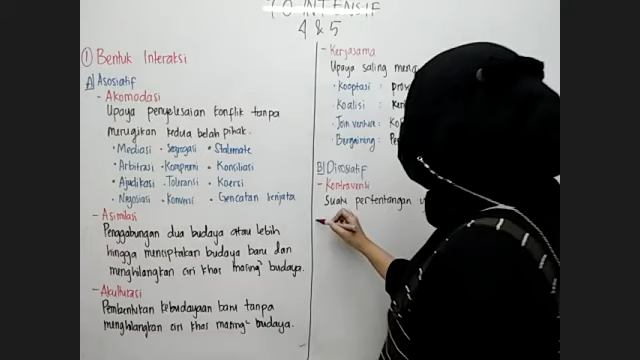 TO INTENSIF
4 & 5
① Bentuk Interaksi
A Asosiatif
- Akomodasi
Upaya penyelesaian konflik tanpa
merugikan kedua belah pihak.
• Mediasi • Segregasi • Stalemate
• Arbitrasi • Kompromi • Konsiliasi
• Ajudikasi • Toleransi • Koersi
• Negosiasi • Konversi • Gencatan Senjata
- Asimilasi
Penggabungan dua budaya atau lebih
hingga menciptakan budaya baru dan
menghilangkan ciri khas masing² budaya.
- Akulturasi
Pembentukan kebudayaan baru tanpa
menghilangkan ciri khas masing² budaya.
- Kerjasama
Upaya saling
• Kooptasi :
• Koalisi :
• Join venture :
• Bargaining :
B Disosiatif
- Kontravensi
Suatu pertentangan